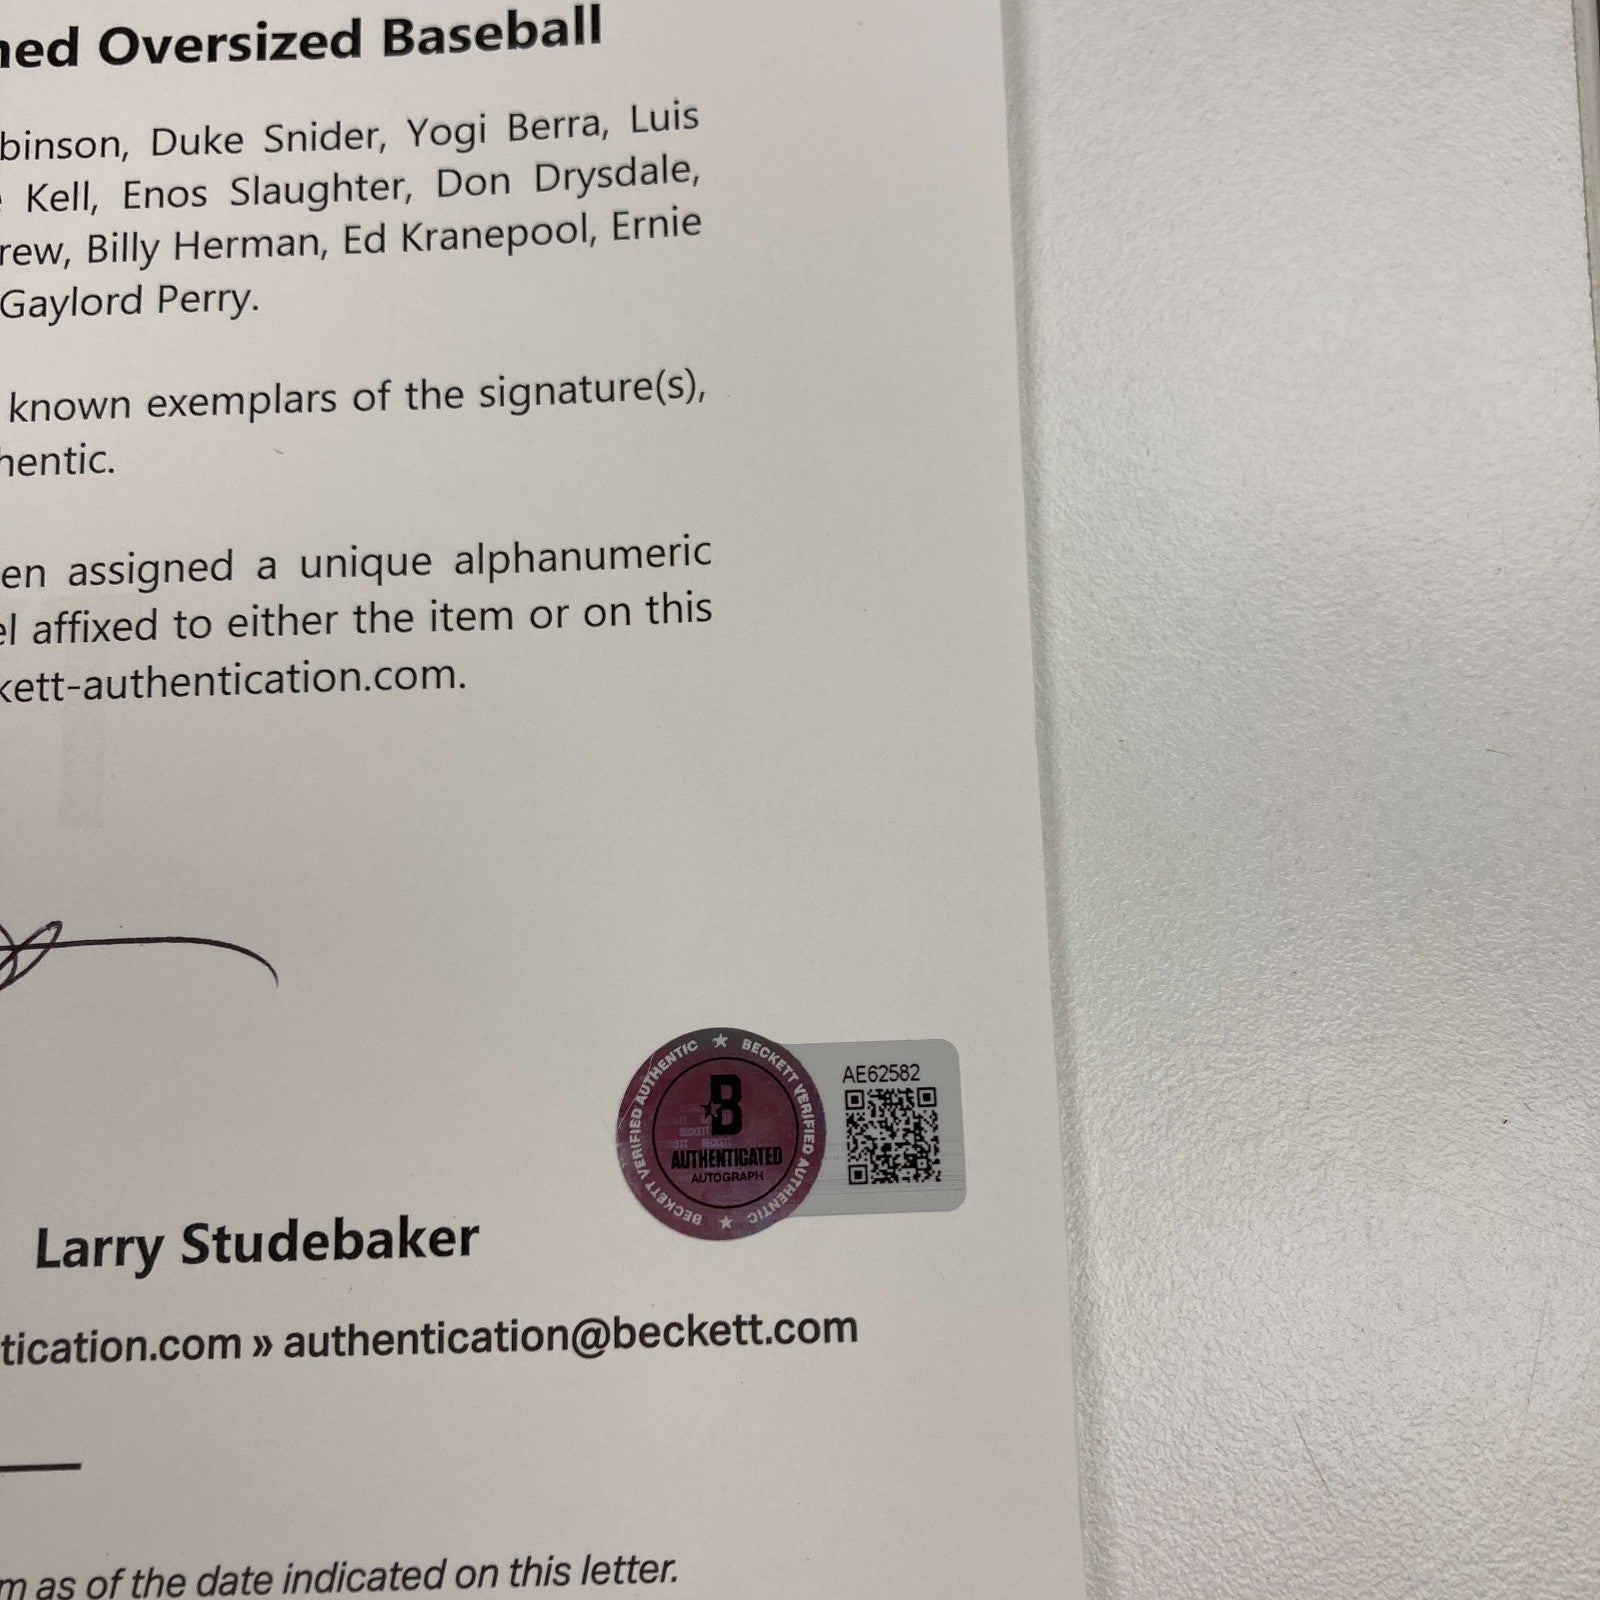 Oversized Baseball
Duke Snider, Yogi Berra, Luis
Kell, Enos Slaughter, Don Drysdale,
Billy Herman, Ed Kranepool, Ernie
Gaylord Perry.
known exemplars of the signature(s),
hentic.
en assigned a unique alphanumeric
affixed to either the item or on this
kett-authentication.com.
BECKETT VERIFIED AUTHENTIC ★ BECKETT VERIFIED AUTHENTIC ★
B
AUTHENTICATED
AUTOGRAPH
AE62582
Larry Studebaker
tication.com » authentication@beckett.com
m as of the date indicated on this letter.